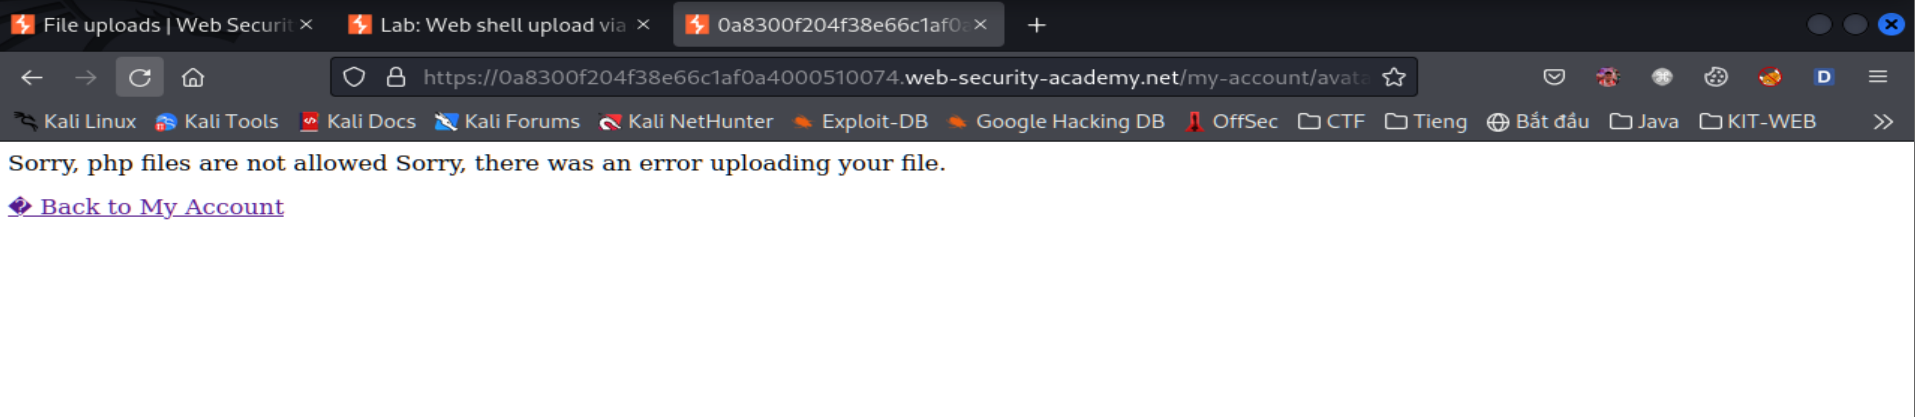 File uploads | Web Securit
Lab: Web shell upload via
0a8300f204f38e66c1af0a
https://0a8300f204f38e66c1af0a4000510074.web-security-academy.net/my-account/avata
D
Kali Linux Kali Tools Kali Docs Kali Forums Kali NetHunter Exploit-DB Google Hacking DB OffSec CTF Tieng Bắt đầu Java KIT-WEB
Sorry, php files are not allowed Sorry, there was an error uploading your file.
� Back to My Account